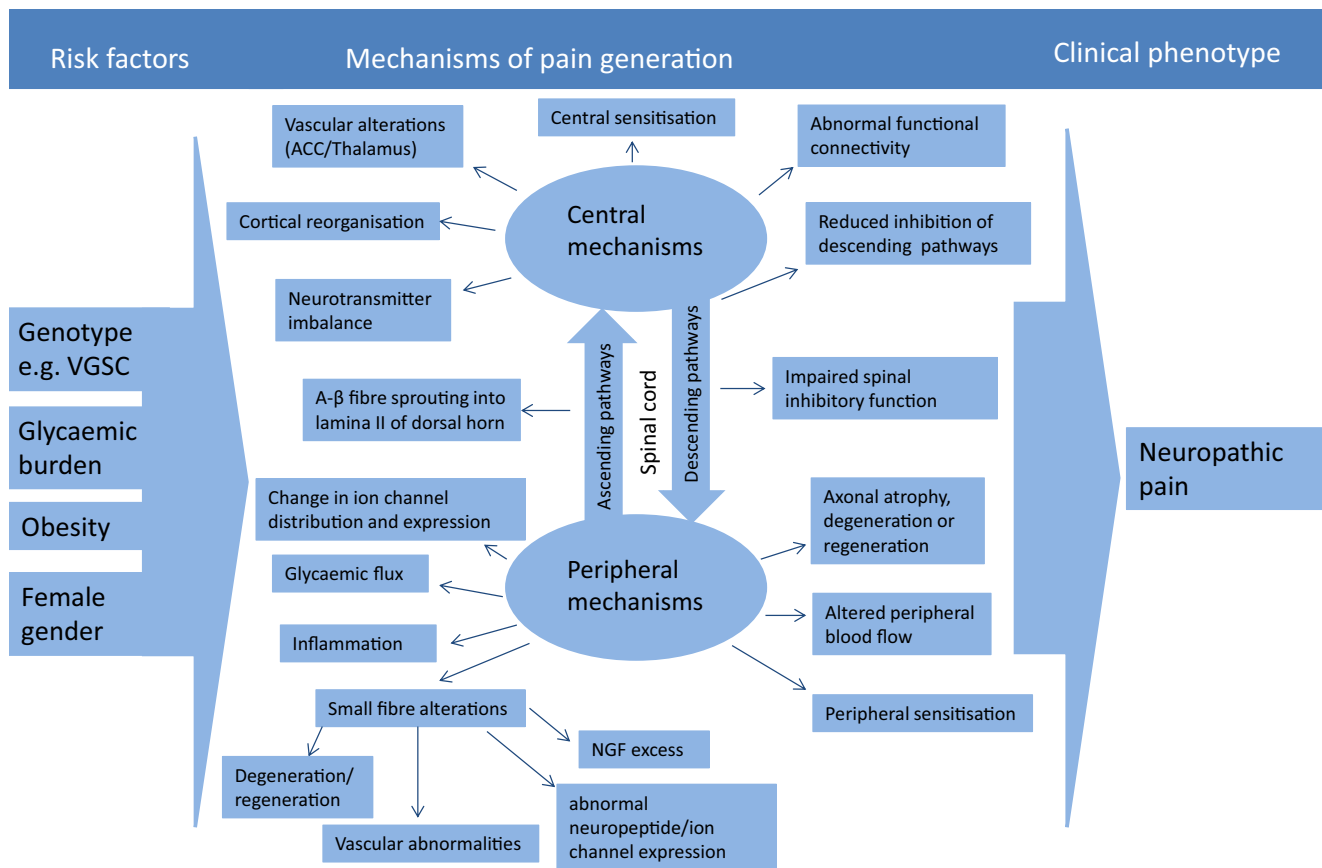 Risk factors
Mechanisms of pain generation
Clinical phenotype
Genotype
e.g. VGSC
Glycaemic
burden
Obesity
Female
gender
Vascular alterations
(ACC/Thalamus)
Central sensitisation
Abnormal functional
connectivity
Cortical reorganisation
Central
mechanisms
Reduced inhibition of
descending pathways
Neurotransmitter
imbalance
Ascending pathways
Spinal cord
Descending pathways
A-β fibre sprouting into
lamina II of dorsal horn
Impaired spinal
inhibitory function
Change in ion channel
distribution and expression
Glycaemic flux
Inflammation
Peripheral
mechanisms
Axonal atrophy,
degeneration or
regeneration
Altered peripheral
blood flow
Peripheral sensitisation
Small fibre alterations
NGF excess
Degeneration/
regeneration
Vascular abnormalities
abnormal
neuropeptide/ion
channel expression
Neuropathic
pain